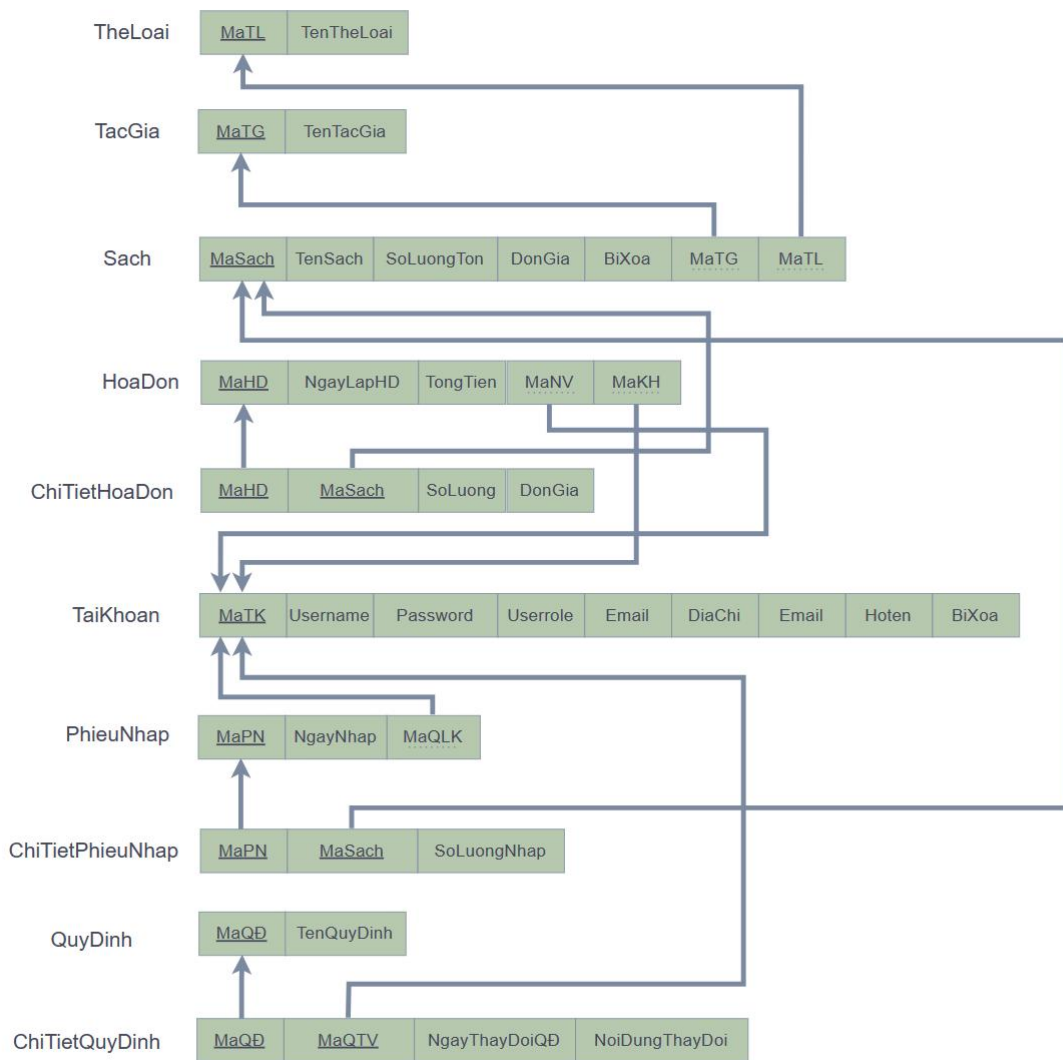 TheLoai MaTL TenTheLoai
TacGia MaTG TenTacGia
Sach MaSach TenSach SoLuongTon DonGia BiXoa MaTG MaTL
HoaDon MaHD NgayLapHD TongTien MaNV MaKH
ChiTietHoaDon MaHD MaSach SoLuong DonGia
TaiKhoan MaTK Username Password Userrole Email DiaChi Email Hoten BiXoa
PhieuNhap MaPN NgayNhap MaQLK
ChiTietPhieuNhap MaPN MaSach SoLuongNhap
QuyDinh MaQĐ TenQuyDinh
ChiTietQuyDinh MaQĐ MaQTV NgayThayDoiQĐ NoiDungThayDoi